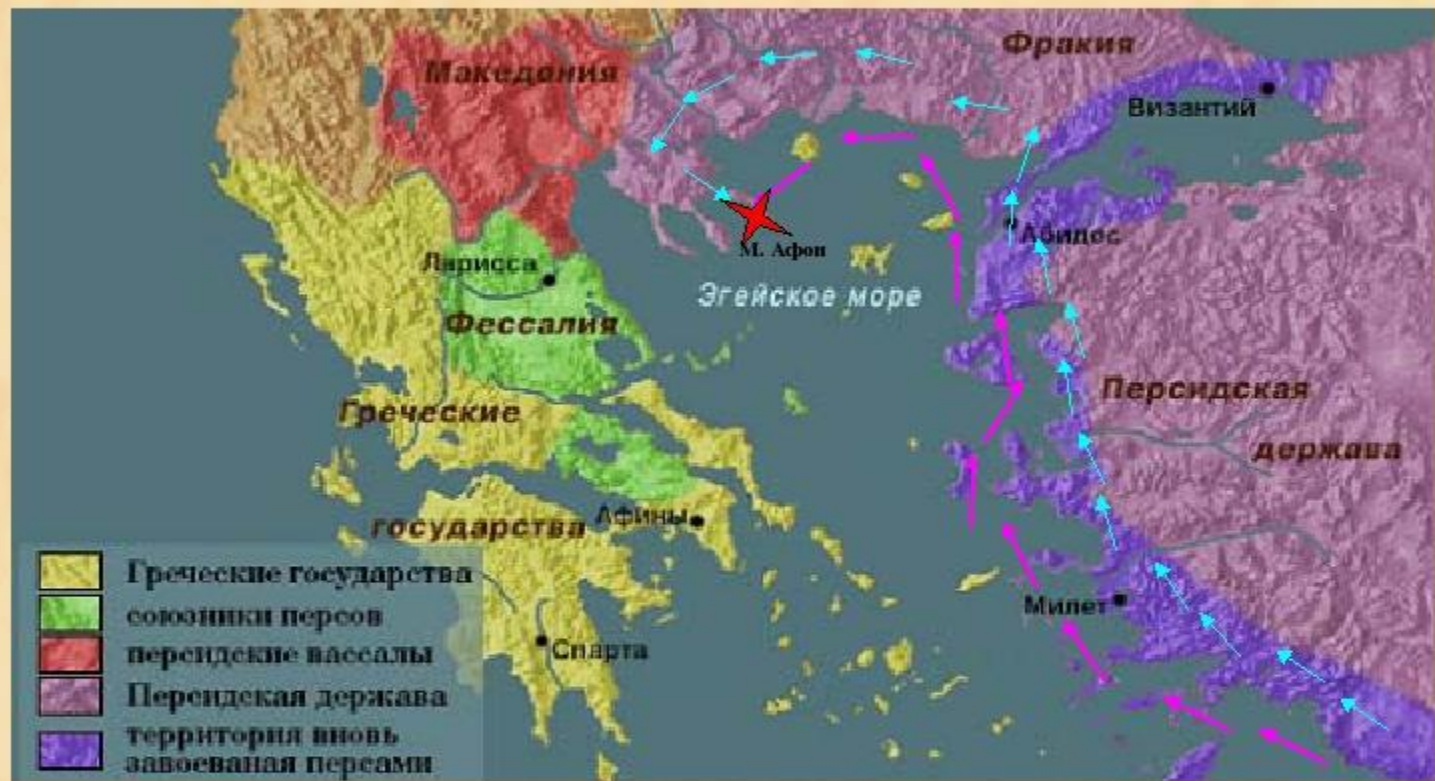 Македония
Фракия
Византий
Абидос
М. Афон
Ларисса
Эгейское море
Фессалия
Персидская
держава
Греческие
государства
Афины
Милет
Спарта
Греческие государства
союзники персов
персидские вассалы
Персидская держава
территория вновь
завоеваная персами